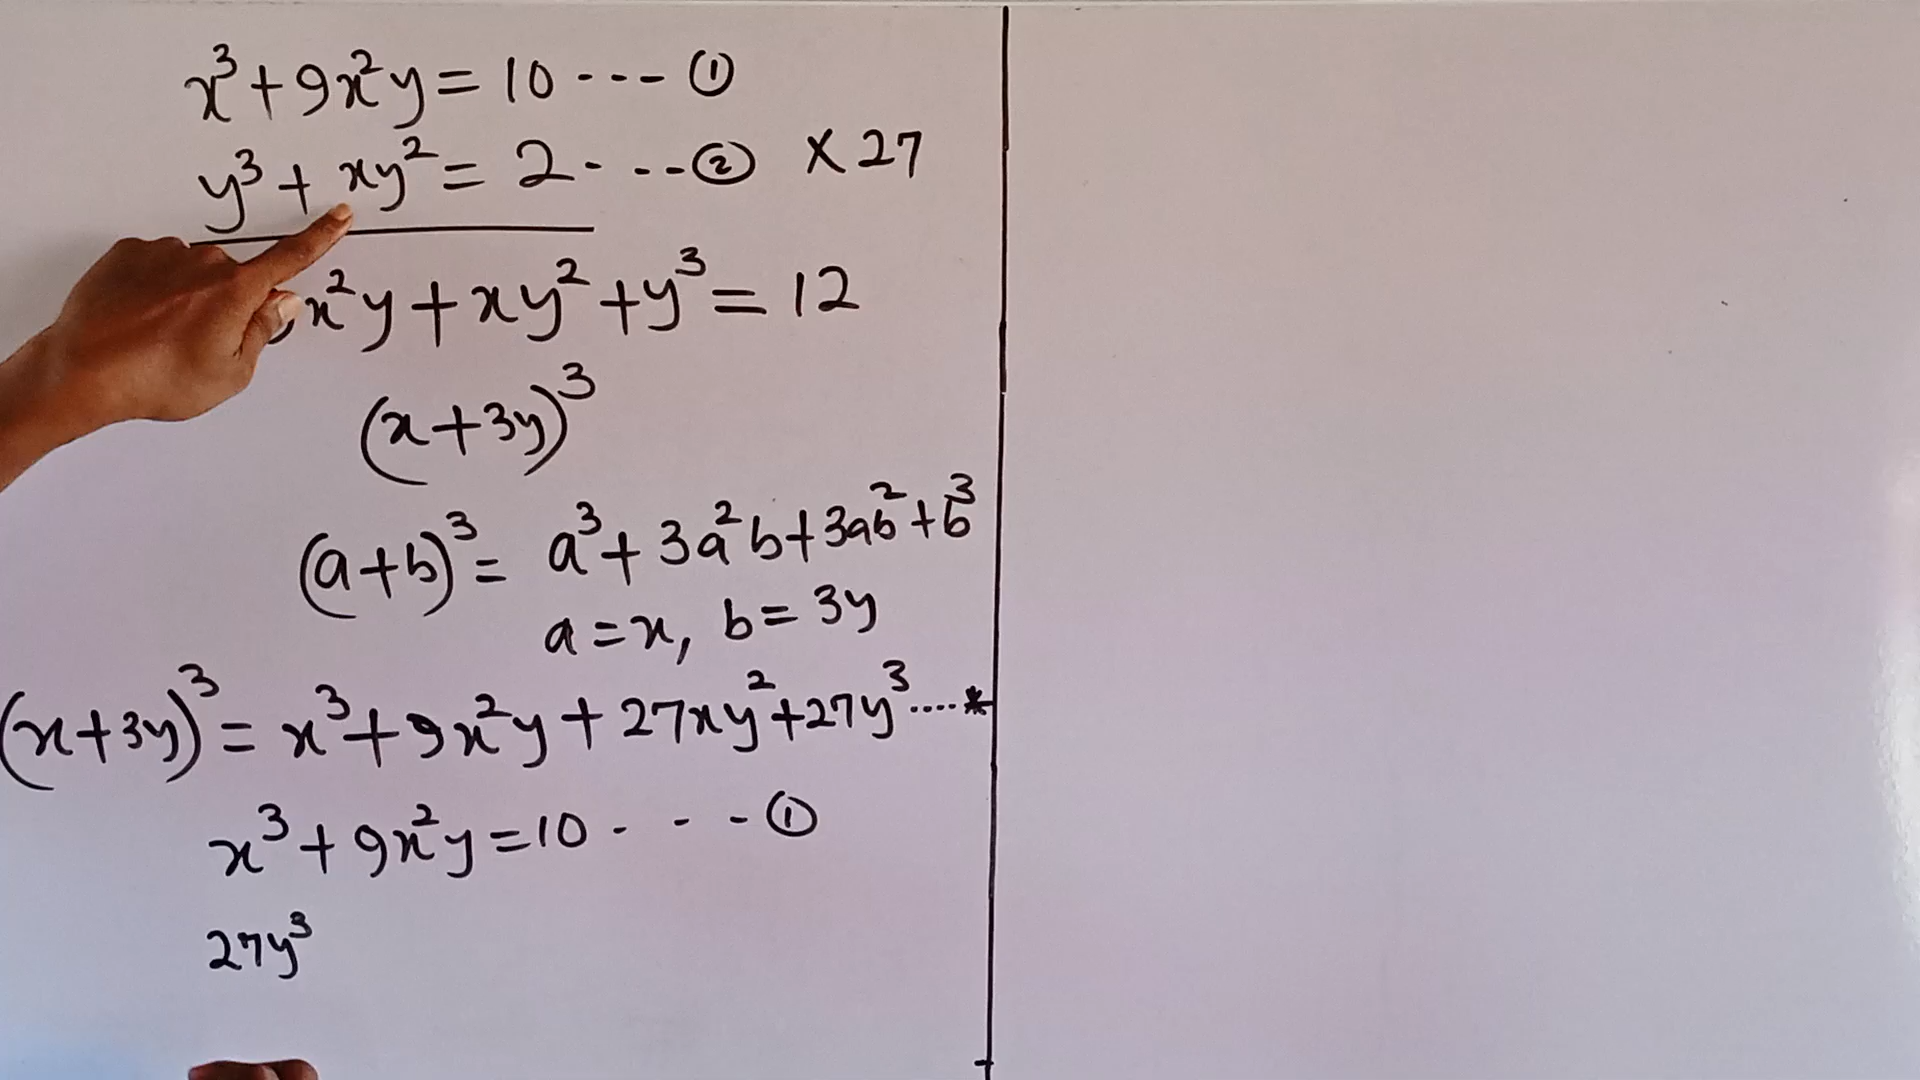 x³+9x²y=10---①
y³+xy²=2---② ×27
x²y+xy²+y³=12
(x+3y)³
(a+b)³=a³+3a²b+3ab²+b³
a=x, b=3y
(x+3y)³=x³+9x²y+27xy²+27y³....*
x³+9x²y=10---①
27y³